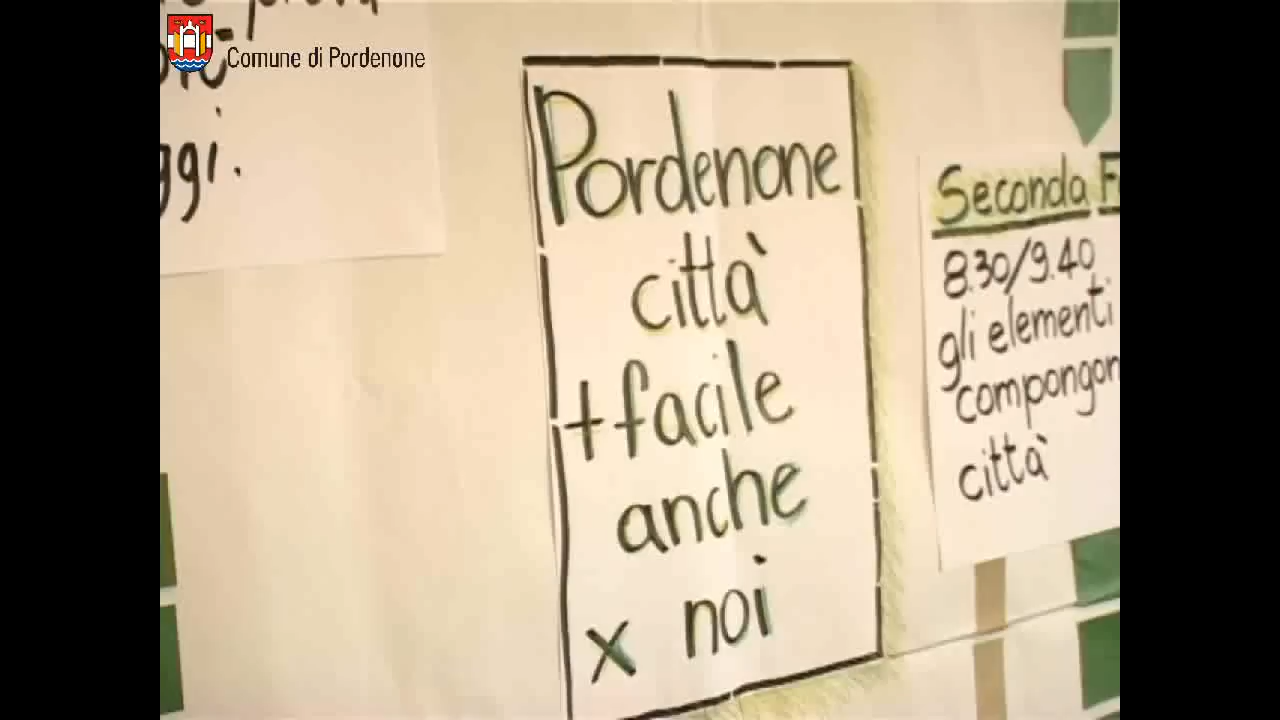 Comune di Pordenone
ggi.
Pordenone
città
+facile
anche
x noi
Seconda F
8.30/9.40
gli elementi
compongon
città